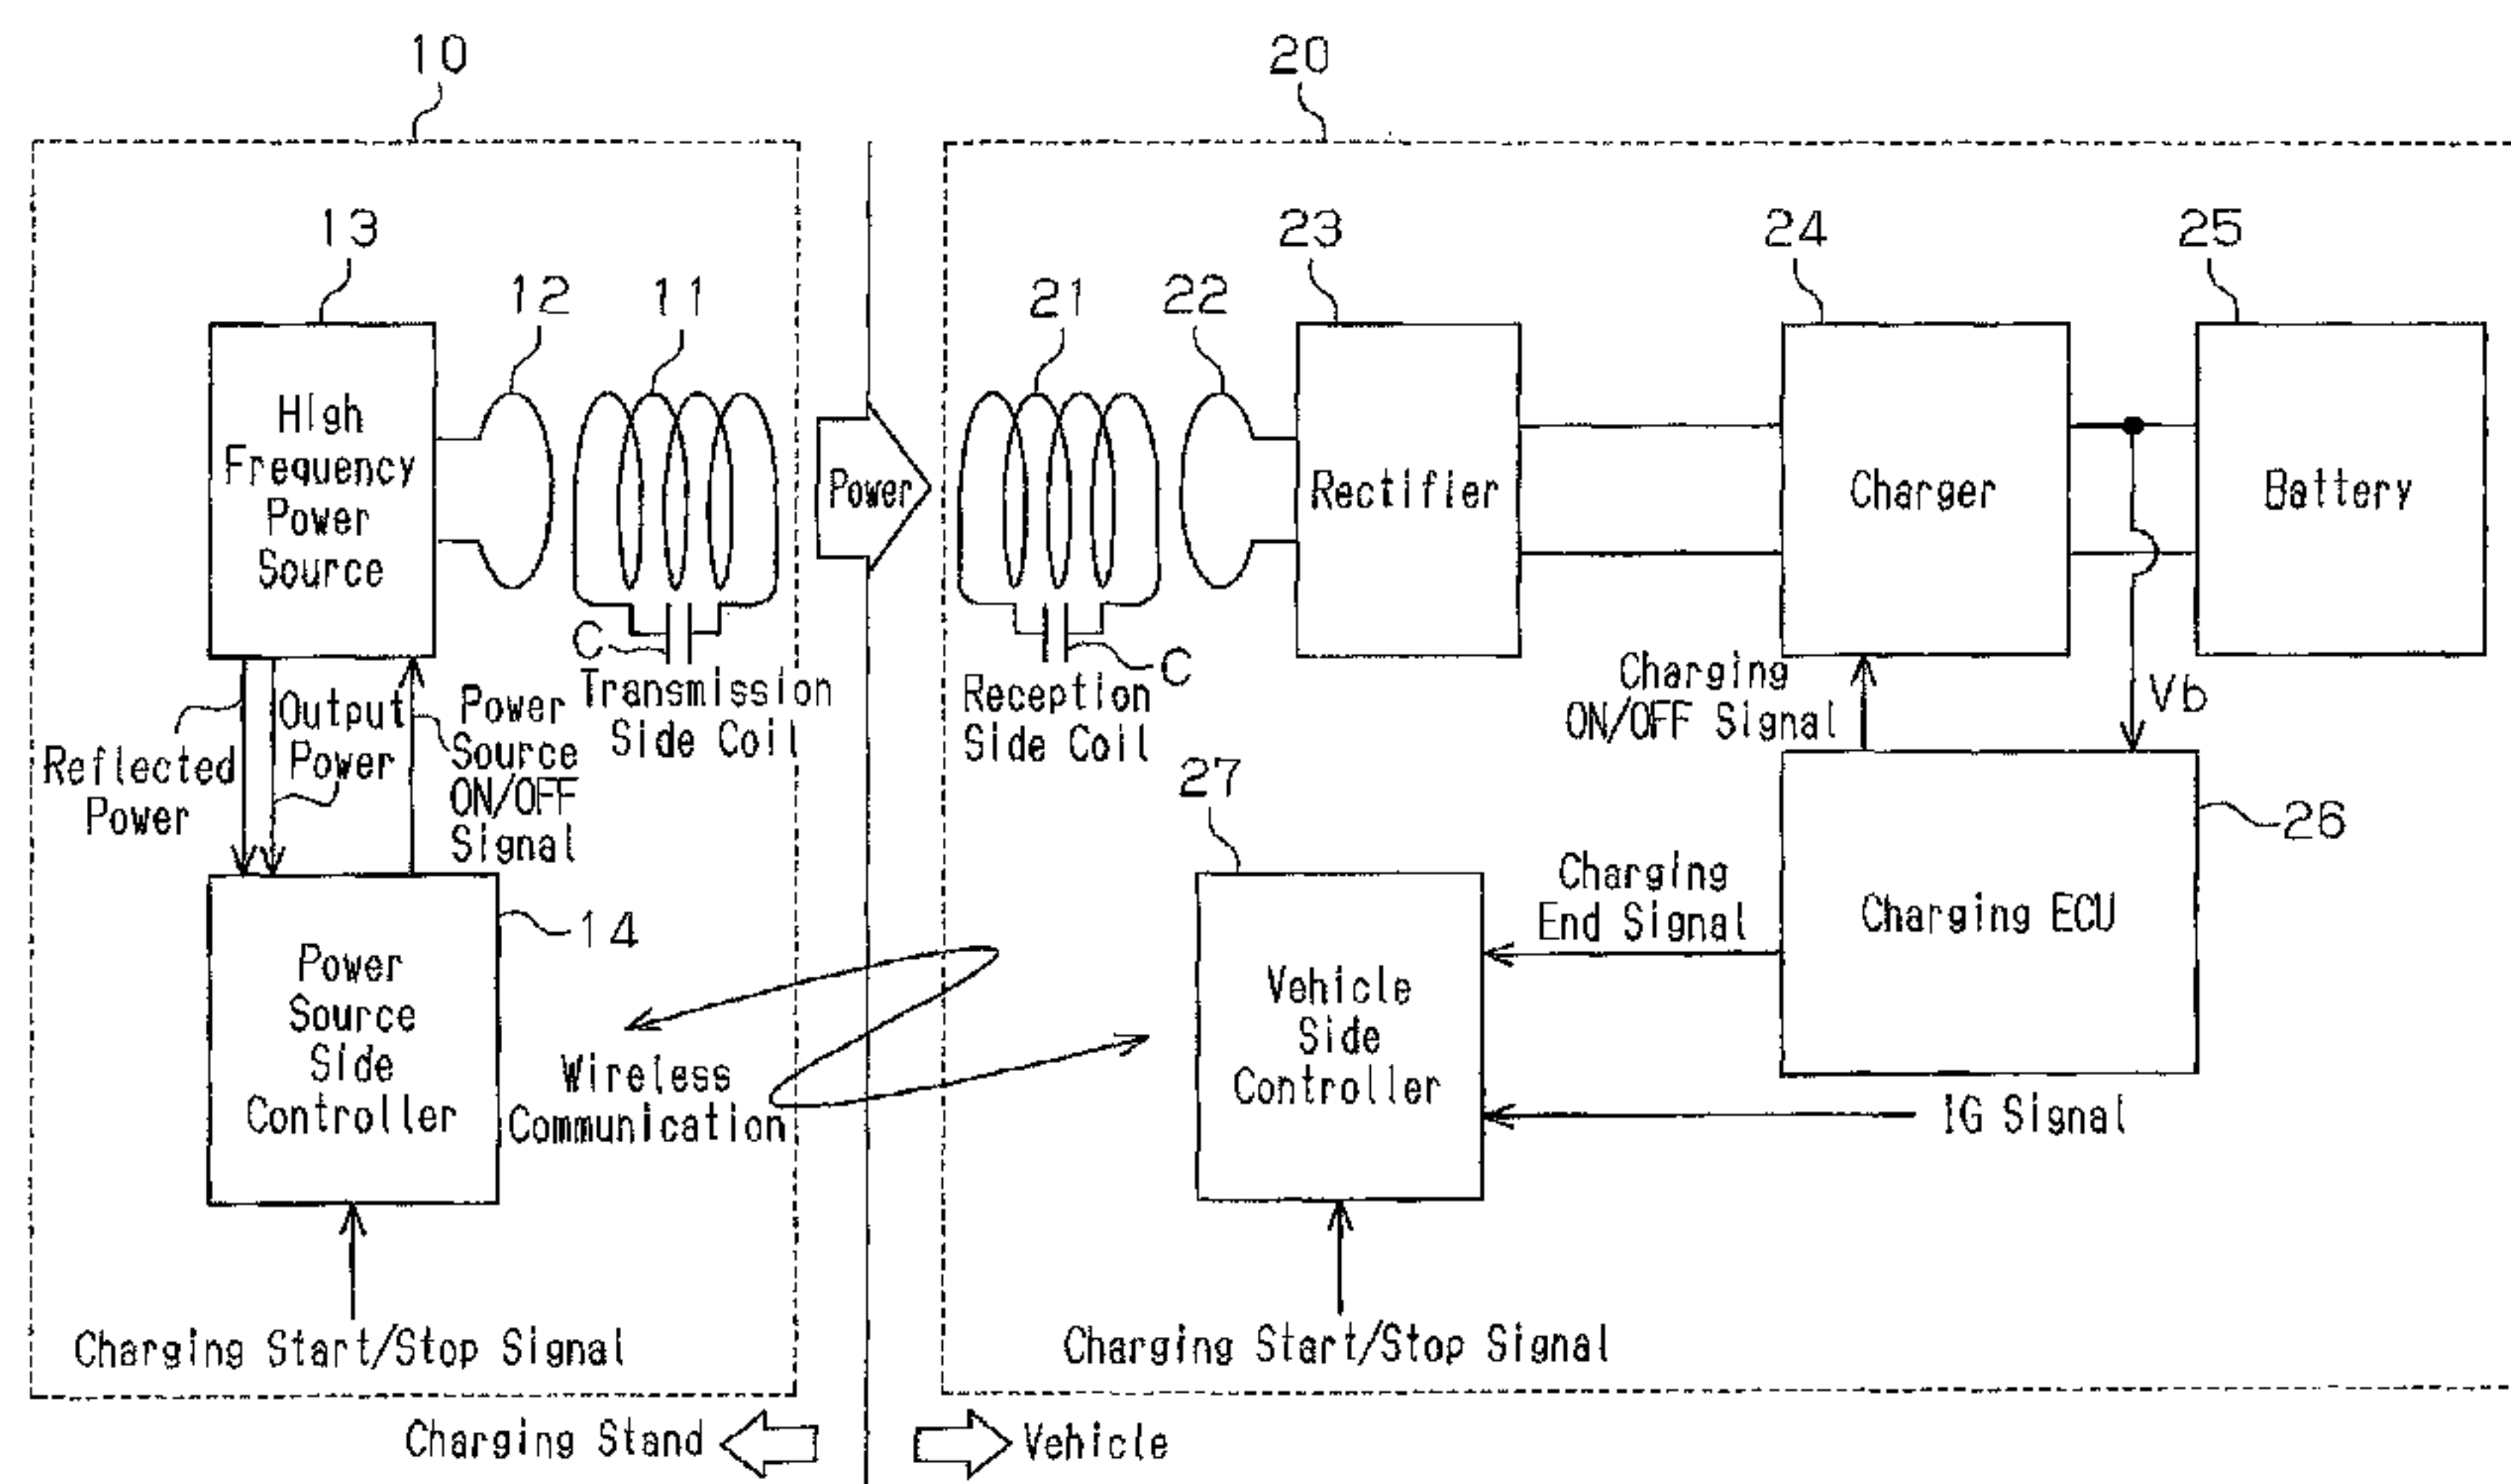 10
20
13
12
11
21
22
23
24
25
High
Frequency
Power
Source
Power
Rectifier
Charger
Battery
C
Transmission
Side Coil
C
Reception
Side Coil
Reflected
Power
Output
Power
Power
Source
ON/OFF
Signal
Charging
ON/OFF Signal
Vb
14
27
26
Power
Source
Side
Controller
Wireless
Communication
Vehicle
Side
Controller
Charging
End Signal
Charging ECU
IG Signal
Charging Start/Stop Signal
Charging Start/Stop Signal
Charging Stand
Vehicle